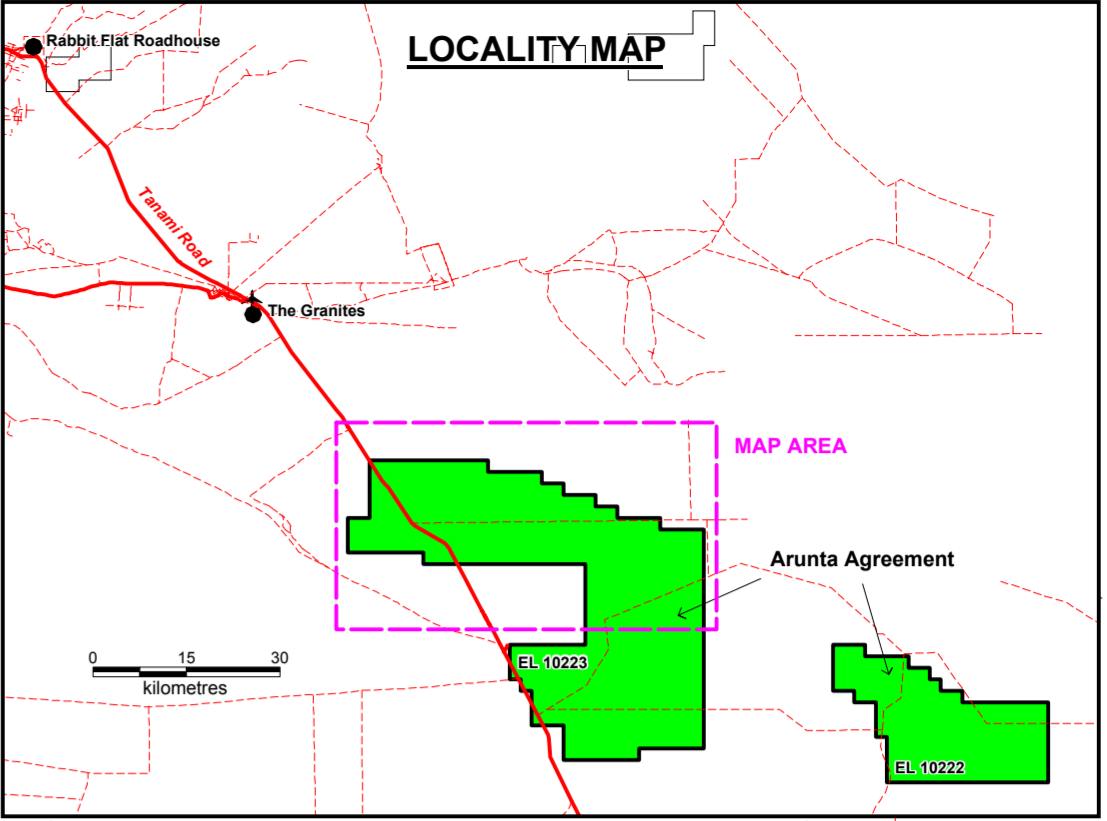 Rabbit Flat Roadhouse
LOCALITY MAP
Tanami Road
The Granites
MAP AREA
Arunta Agreement
EL 10223
0 15 30
kilometres
EL 10222